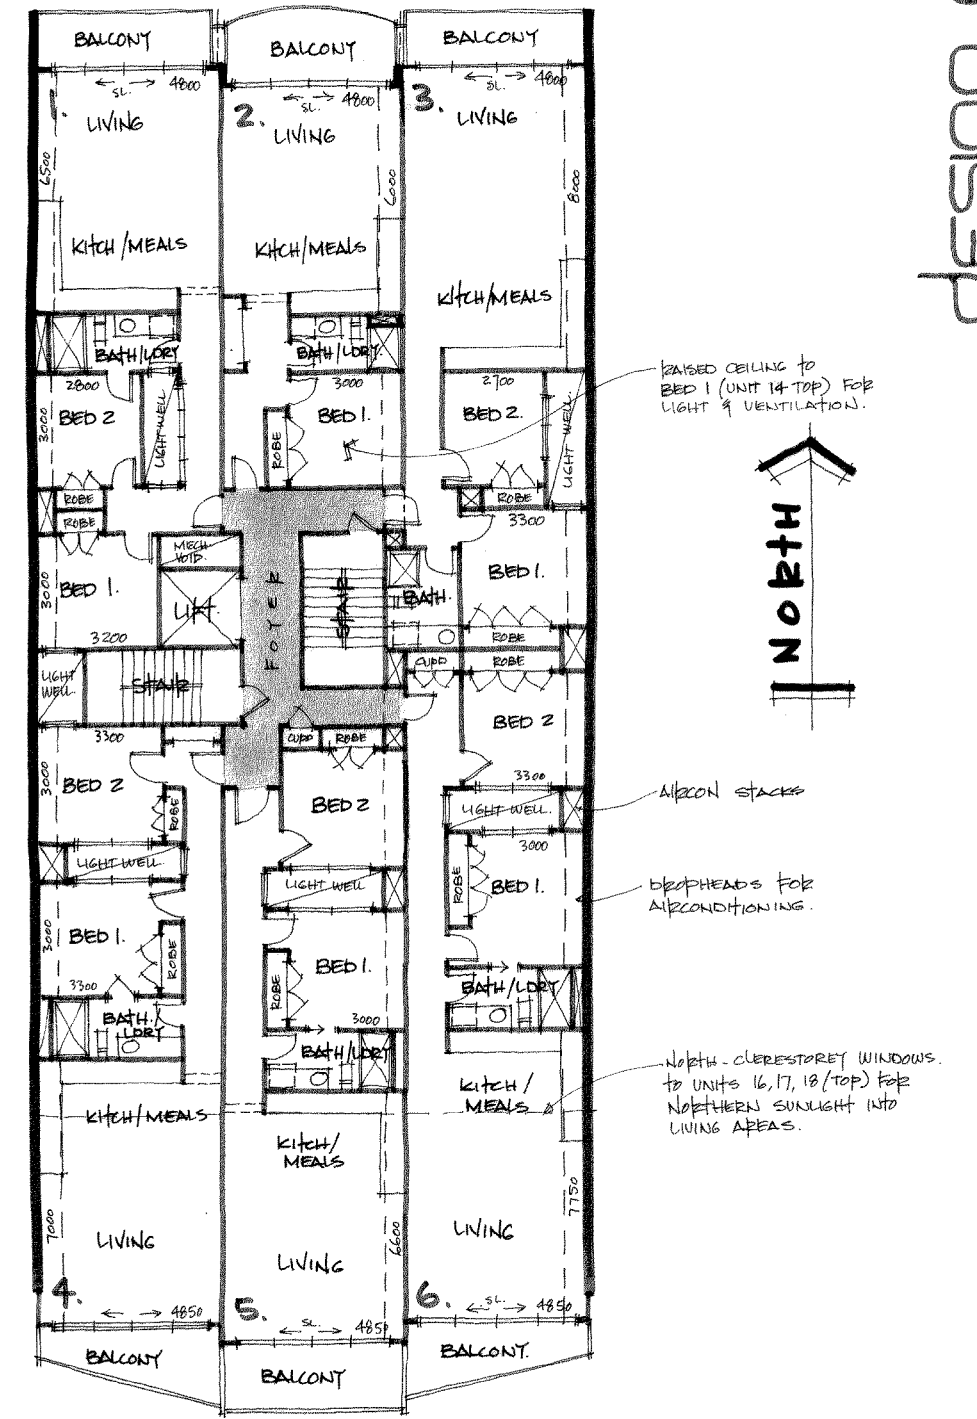 BALCONY
BALCONY
BALCONY
SL. 4800
SL. 4800
SL. 4800
1.
2.
3.
LIVING
LIVING
LIVING
6500
6000
8000
KITCH/MEALS
KITCH/MEALS
KITCH/MEALS
BATH/LDRY
BATH/LDRY.
2800
3000
2700
BED 2
BED 1.
BED 2.
3000
LIGHT WELL
ROBE
LIGHT WELL.
RAISED CEILING TO
BED 1 (UNIT 14 TOP) FOR
LIGHT & VENTILATION.
ROBE
ROBE
ROBE
3300
MECH
VOID.
BED 1.
3000
LIFT.
FOYER
STAIR
BATH.
BED 1.
3200
ROBE
NORTH
LIGHT
WELL.
STAIR
CUPD
ROBE
3300
CUPD
ROBE
BED 2
BED 2
3000
BED 2
3300
ROBE
LIGHT WELL.
AIRCON STACKS
LIGHT WELL
LIGHT WELL
3000
ROBE
BED 1.
DROPHEADS FOR
AIRCONDITIONING.
BED 1.
3000
ROBE
BED 1.
ROBE
3300
3000
BATH/LDRY
BATH/
LDRY
BATH/LDRY
NORTH-CLERESTOREY WINDOWS.
TO UNITS 16, 17, 18 (TOP) FOR
NORTHERN SUNLIGHT INTO
LIVING AREAS.
KITCH/MEALS
KITCH/
MEALS
KITCH/
MEALS
7000
6600
7750
LIVING
LIVING
LIVING
4.
5.
6.
4850
SL. 4850
SL. 4850
BALCONY
BALCONY
BALCONY.